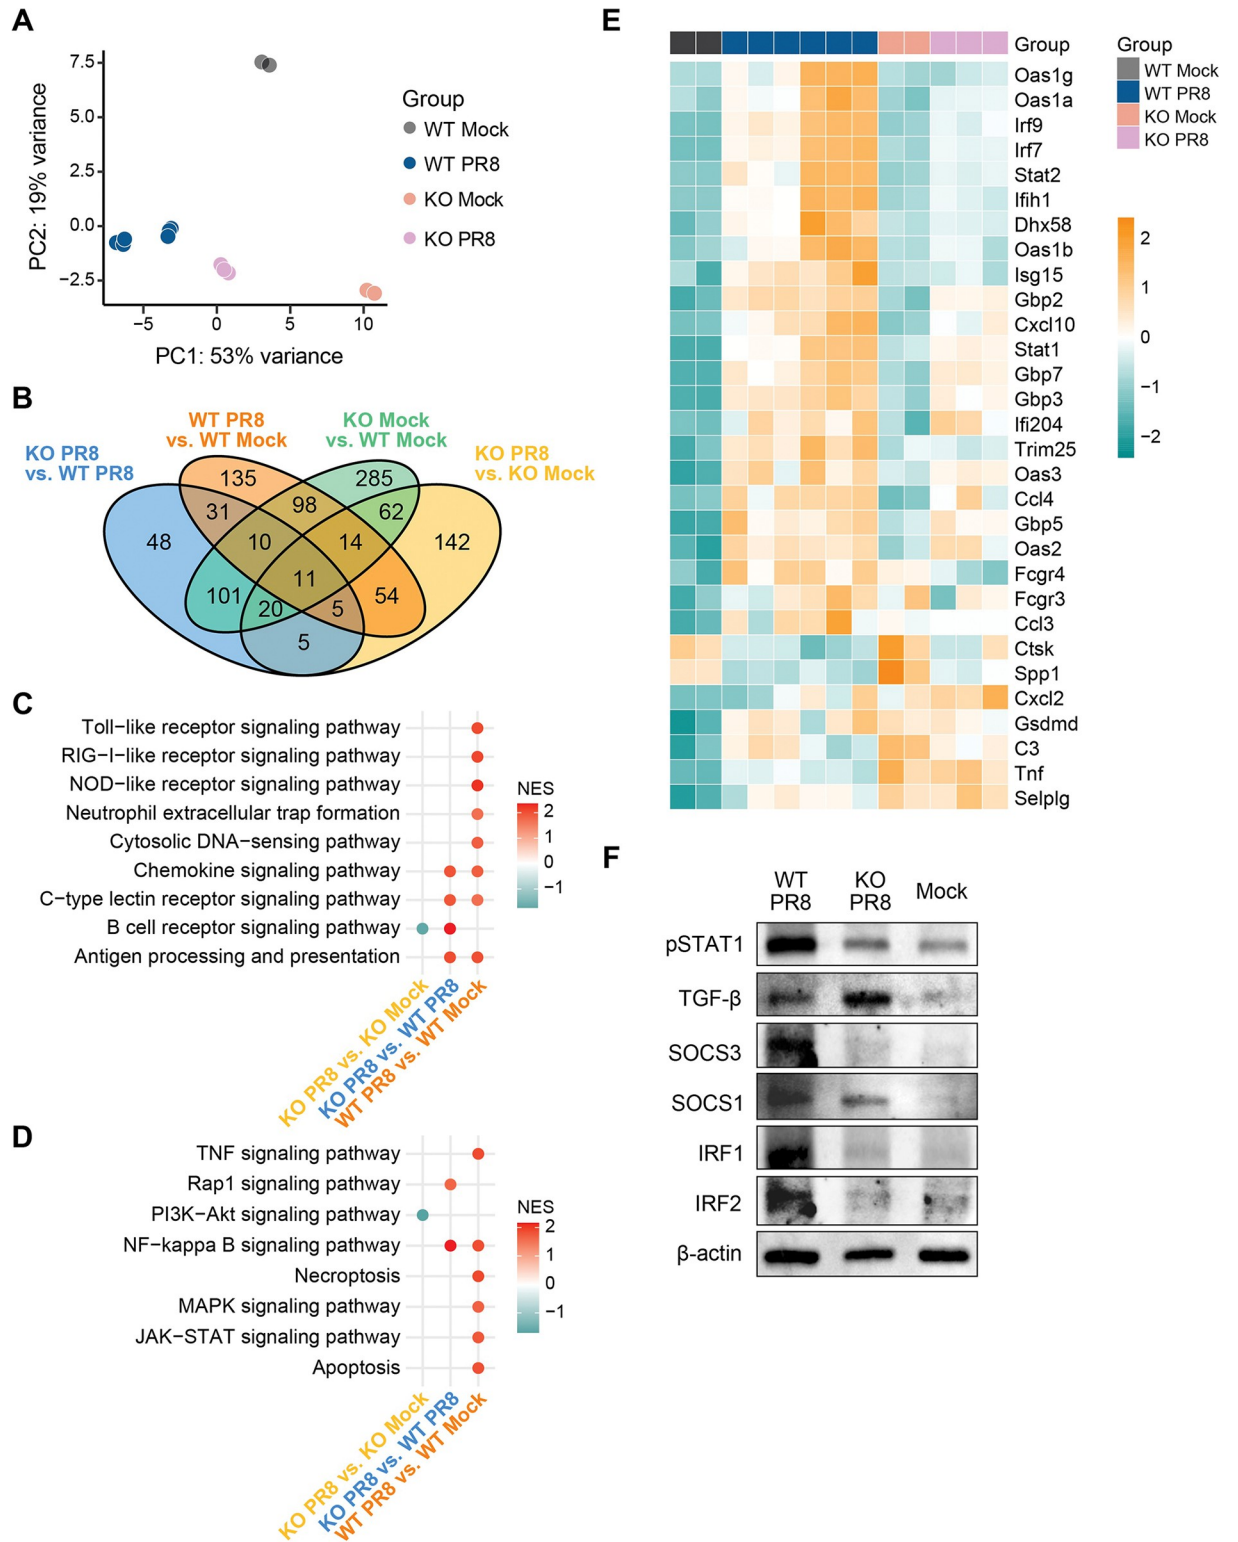 A
7.5
5.0
2.5
0.0
−2.5
PC2: 19% variance
−5
0
5
10
PC1: 53% variance
Group
WT Mock
WT PR8
KO Mock
KO PR8
B
KO PR8
vs. WT PR8
WT PR8
vs. WT Mock
KO Mock
vs. WT Mock
KO PR8
vs. KO Mock
135
285
31
98
62
48
10
14
142
11
101
20
5
54
5
C
Toll−like receptor signaling pathway
RIG−I−like receptor signaling pathway
NOD−like receptor signaling pathway
Neutrophil extracellular trap formation
Cytosolic DNA−sensing pathway
Chemokine signaling pathway
C−type lectin receptor signaling pathway
B cell receptor signaling pathway
Antigen processing and presentation
KO PR8 vs. KO Mock
KO PR8 vs. WT PR8
WT PR8 vs. WT Mock
NES
2
1
0
−1
D
TNF signaling pathway
Rap1 signaling pathway
PI3K−Akt signaling pathway
NF−kappa B signaling pathway
Necroptosis
MAPK signaling pathway
JAK−STAT signaling pathway
Apoptosis
KO PR8 vs. KO Mock
KO PR8 vs. WT PR8
WT PR8 vs. WT Mock
NES
2
1
0
−1
E
Group
Oas1g
Oas1a
Irf9
Irf7
Stat2
Ifih1
Dhx58
Oas1b
Isg15
Gbp2
Cxcl10
Stat1
Gbp7
Gbp3
Ifi204
Trim25
Oas3
Ccl4
Gbp5
Oas2
Fcgr4
Fcgr3
Ccl3
Ctsk
Spp1
Cxcl2
Gsdmd
C3
Tnf
Selplg
Group
WT Mock
WT PR8
KO Mock
KO PR8
2
1
0
−1
−2
F
WT
PR8
KO
PR8
Mock
pSTAT1
TGF-β
SOCS3
SOCS1
IRF1
IRF2
β-actin